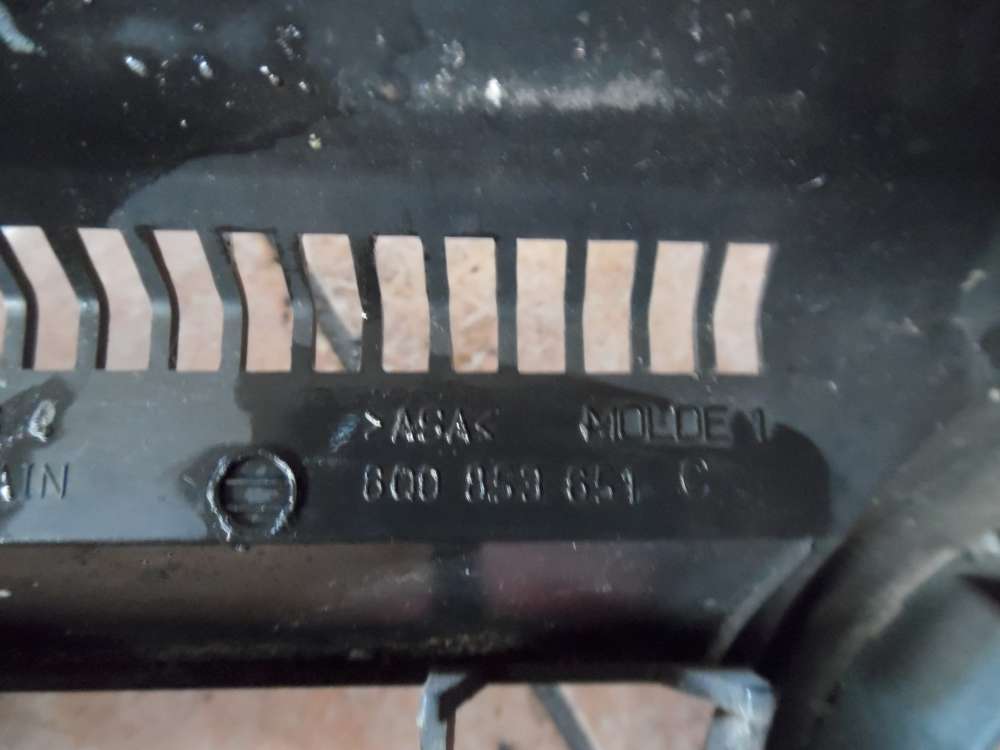 >ASA< MOLDE 1
6Q0 853 651 C
AIN